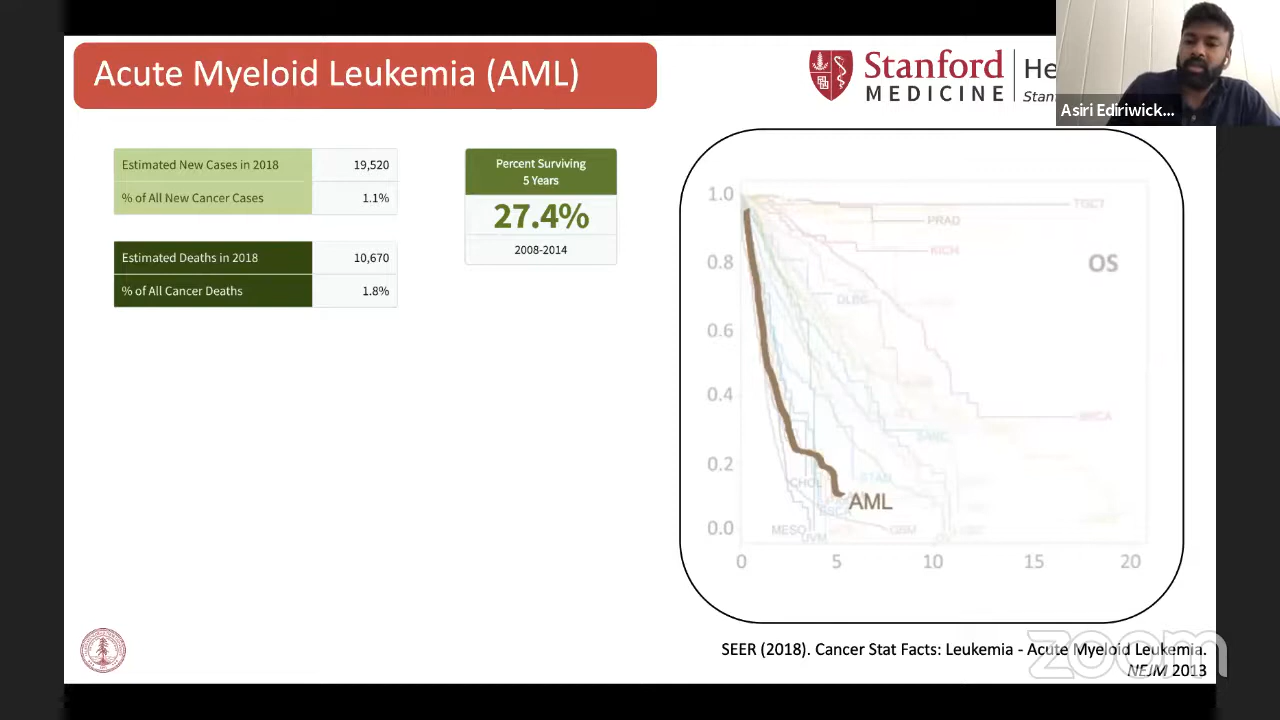 Acute Myeloid Leukemia (AML)
Stanford
MEDICINE
He
Stan
Asiri Ediriwick...
Estimated New Cases in 2018 19,520
% of All New Cancer Cases 1.1%
Estimated Deaths in 2018 10,670
% of All Cancer Deaths 1.8%
Percent Surviving
5 Years
27.4%
2008-2014
1.0
0.8
0.6
0.4
0.2
0.0
0 5 10 15 20
OS
TGCT
PRAD
KICH
DLBC
BRCA
SARC
STAD
CHOL
ESCA
AML
MESO
UVM
GBM
SEER (2018). Cancer Stat Facts: Leukemia - Acute Myeloid Leukemia.
NEJM 2013
zoom